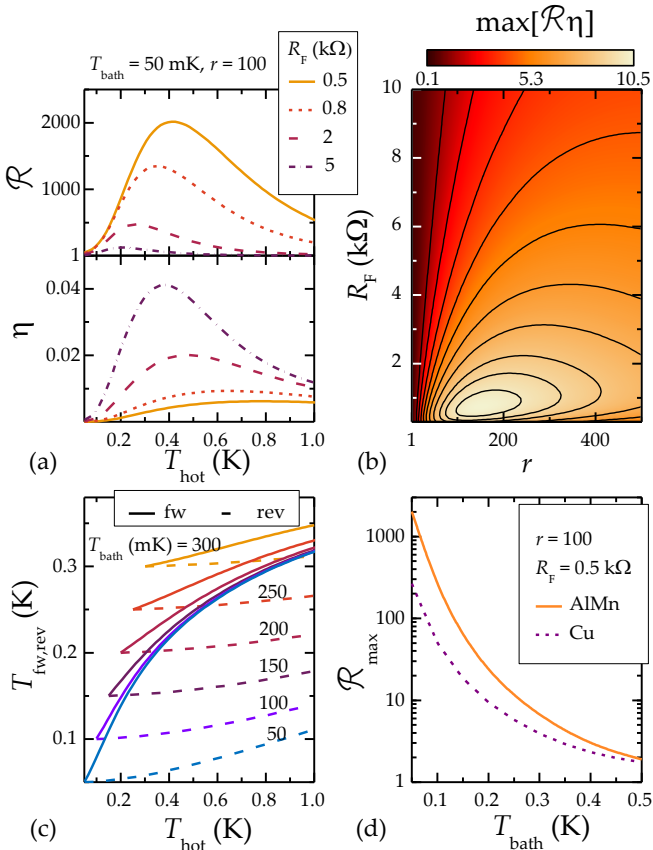 T_bath = 50 mK, r = 100
R_F (kΩ)
0.5
0.8
2
5
2000
1000
1
ℛ
0.04
0.02
η
0.2 0.4 0.6 0.8 1.0
T_hot (K)
(a)
max[ℛη]
0.1 5.3 10.5
10
8
6
4
2
R_F (kΩ)
1 200 400
r
(b)
fw rev
T_bath (mK) = 300
250
200
150
100
50
0.3
0.2
0.1
T_fw,rev (K)
0.2 0.4 0.6 0.8 1.0
T_hot (K)
(c)
r = 100
R_F = 0.5 kΩ
AlMn
Cu
1000
100
10
1
ℛ_max
0.1 0.2 0.3 0.4 0.5
T_bath (K)
(d)